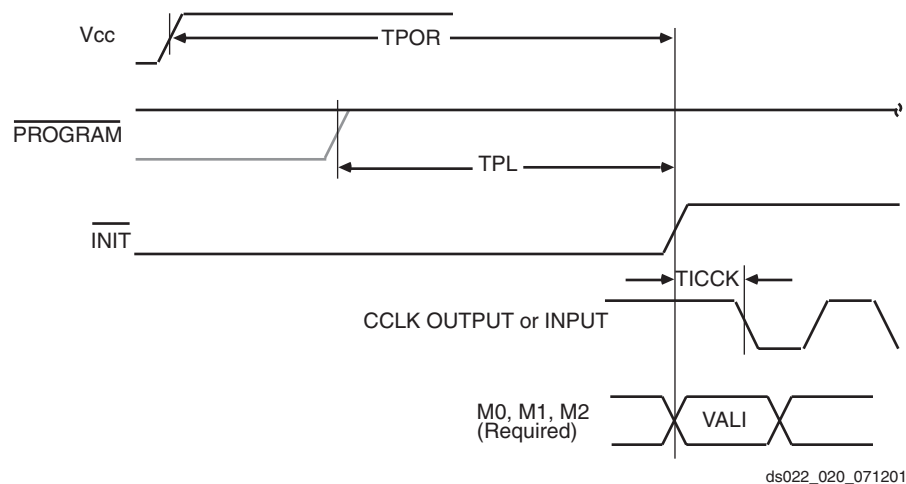 Vcc
TPOR
PROGRAM
TPL
INIT
TICCK
CCLK OUTPUT or INPUT
M0, M1, M2
(Required)
VALI
ds022_020_071201